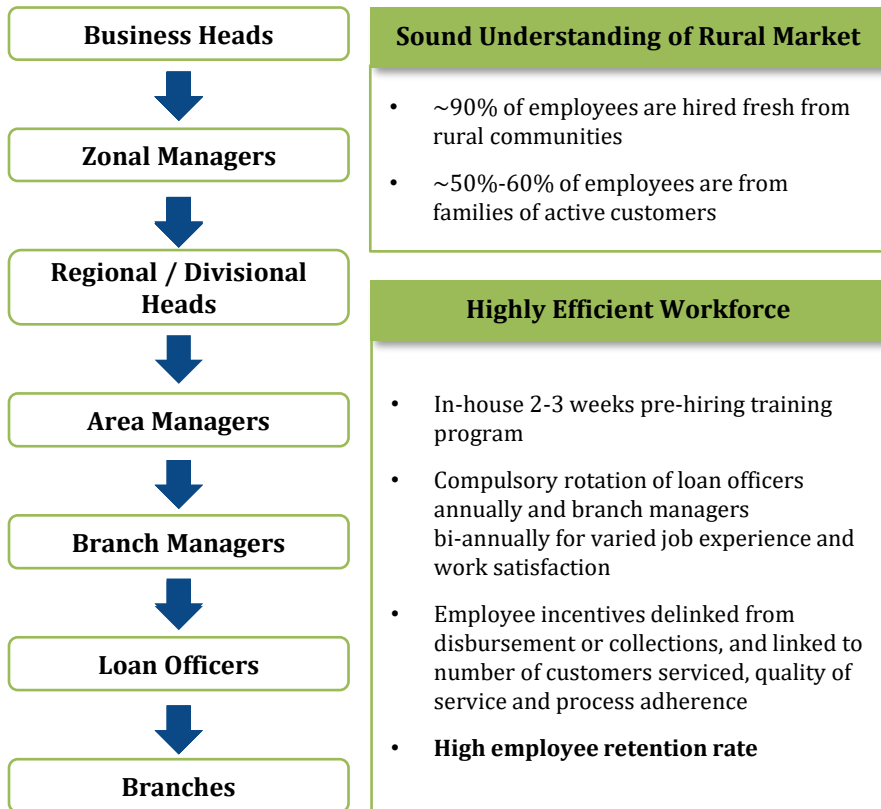 Business Heads
Zonal Managers
Regional / Divisional
Heads
Area Managers
Branch Managers
Loan Officers
Branches
Sound Understanding of Rural Market
• ~90% of employees are hired fresh from
rural communities
• ~50%-60% of employees are from
families of active customers
Highly Efficient Workforce
• In-house 2-3 weeks pre-hiring training
program
• Compulsory rotation of loan officers
annually and branch managers
bi-annually for varied job experience and
work satisfaction
• Employee incentives delinked from
disbursement or collections, and linked to
number of customers serviced, quality of
service and process adherence
• High employee retention rate